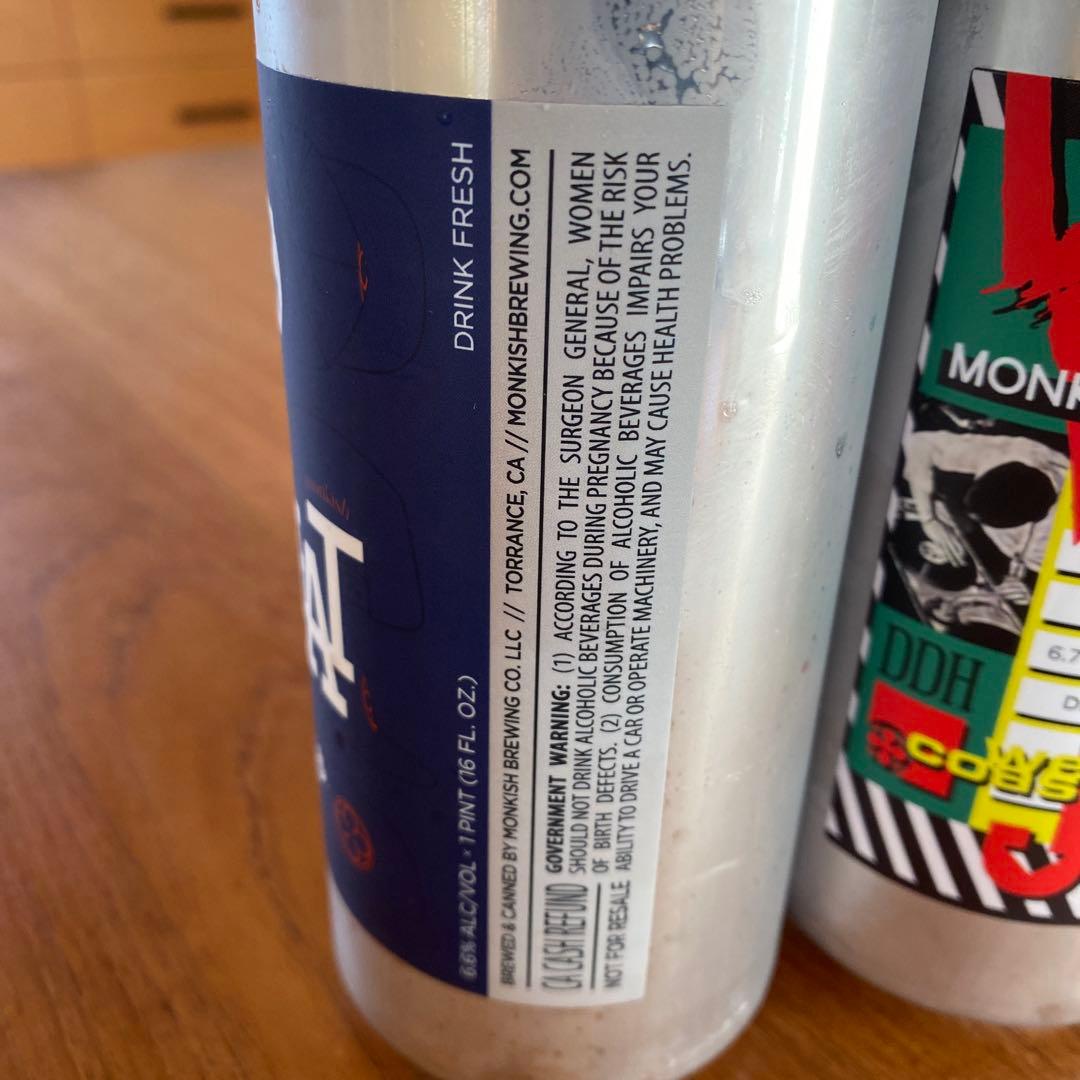 DRINK FRESH
6.6% ALC/VOL • 1 PINT (16 FL. OZ.)
BREWED & CANNED BY MONKISH BREWING CO. LLC // TORRANCE, CA // MONKISHBREWING.COM
CA CASH REFUND
NOT FOR RESALE
GOVERNMENT WARNING: (1) ACCORDING TO THE SURGEON GENERAL, WOMEN
SHOULD NOT DRINK ALCOHOLIC BEVERAGES DURING PREGNANCY BECAUSE OF THE RISK
OF BIRTH DEFECTS. (2) CONSUMPTION OF ALCOHOLIC BEVERAGES IMPAIRS YOUR
ABILITY TO DRIVE A CAR OR OPERATE MACHINERY, AND MAY CAUSE HEALTH PROBLEMS.
monkish
DDH